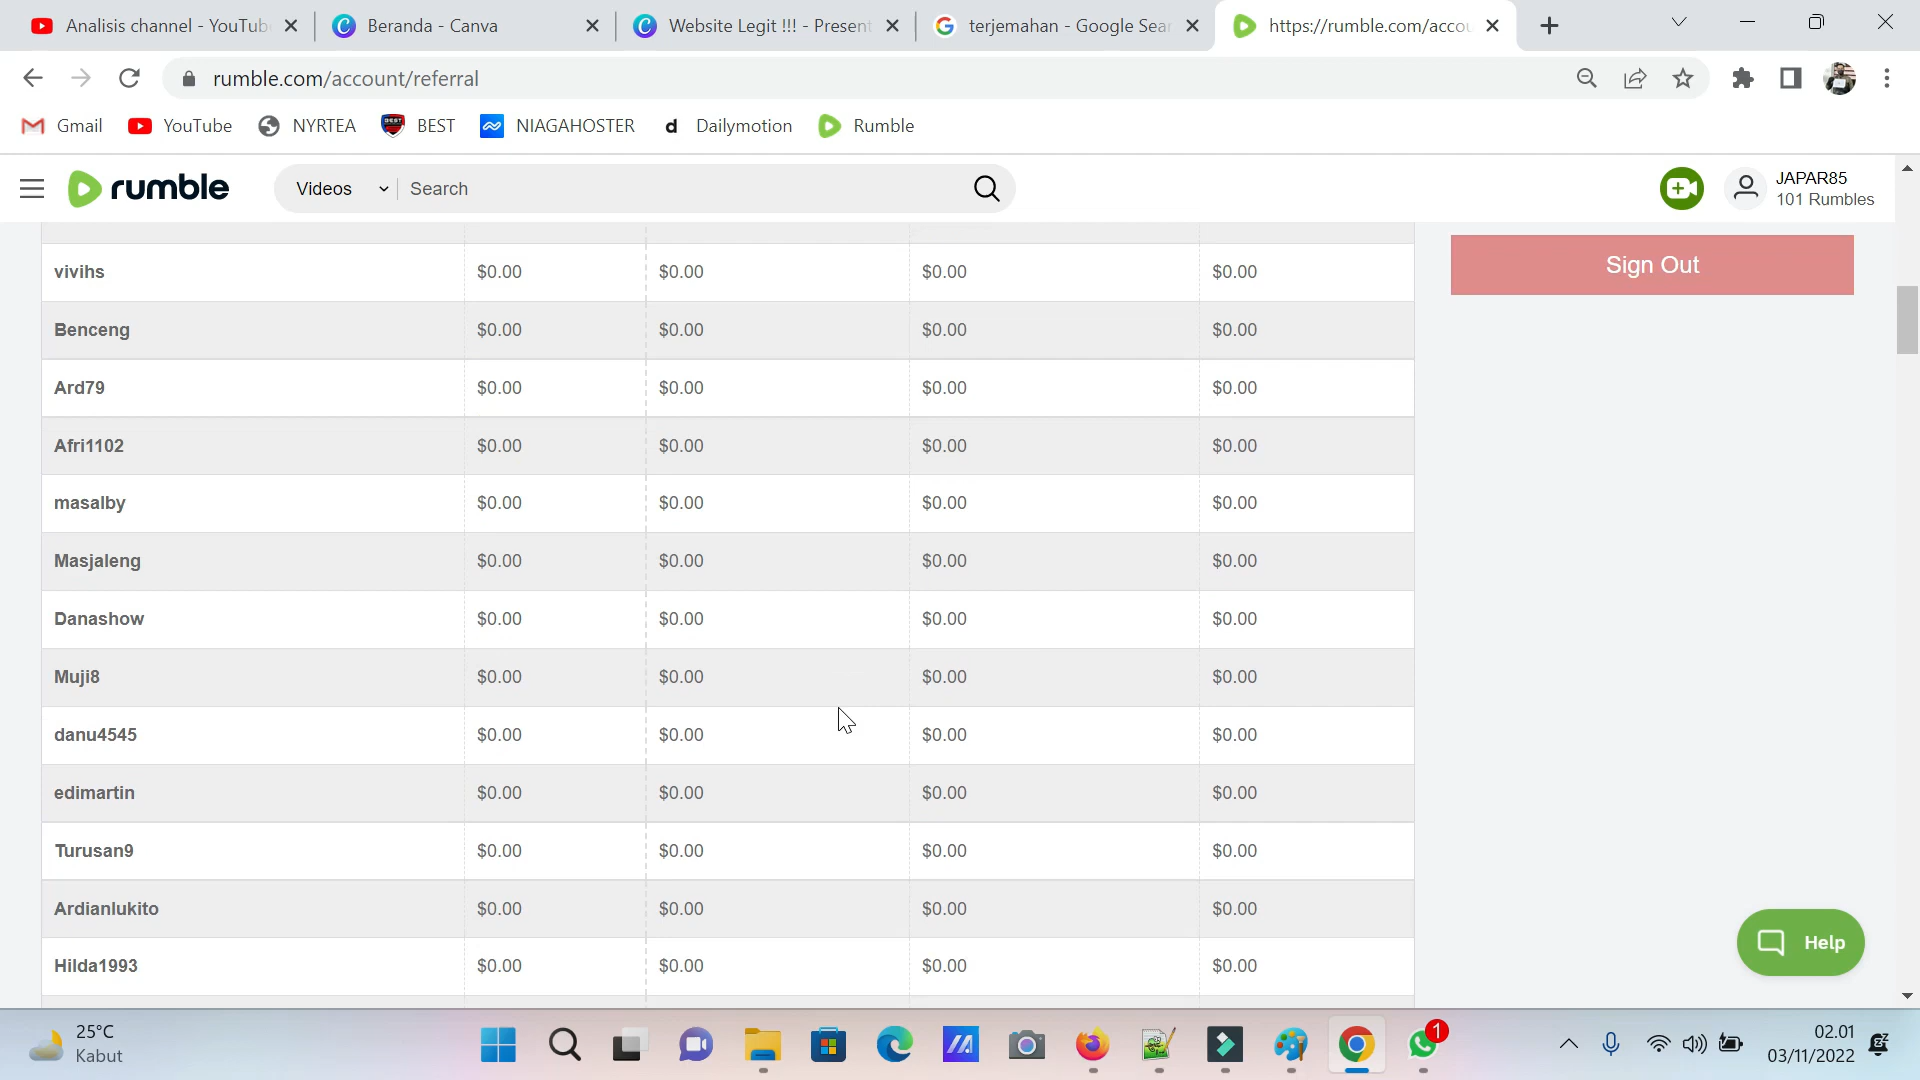 Analisis channel - YouTub
Beranda - Canva
Website Legit !!! - Present
terjemahan - Google Sear
https://rumble.com/accou
rumble.com/account/referral
Gmail
YouTube
NYRTEA
BEST
NIAGAHOSTER
Dailymotion
Rumble
rumble
Videos
Search
JAPAR85
101 Rumbles
Sign Out
vivihs $0.00 $0.00 $0.00 $0.00
Benceng $0.00 $0.00 $0.00 $0.00
Ard79 $0.00 $0.00 $0.00 $0.00
Afri1102 $0.00 $0.00 $0.00 $0.00
masalby $0.00 $0.00 $0.00 $0.00
Masjaleng $0.00 $0.00 $0.00 $0.00
Danashow $0.00 $0.00 $0.00 $0.00
Muji8 $0.00 $0.00 $0.00 $0.00
danu4545 $0.00 $0.00 $0.00 $0.00
edimartin $0.00 $0.00 $0.00 $0.00
Turusan9 $0.00 $0.00 $0.00 $0.00
Ardianlukito $0.00 $0.00 $0.00 $0.00
Hilda1993 $0.00 $0.00 $0.00 $0.00
Help
25°C
Kabut
1
02.01
03/11/2022